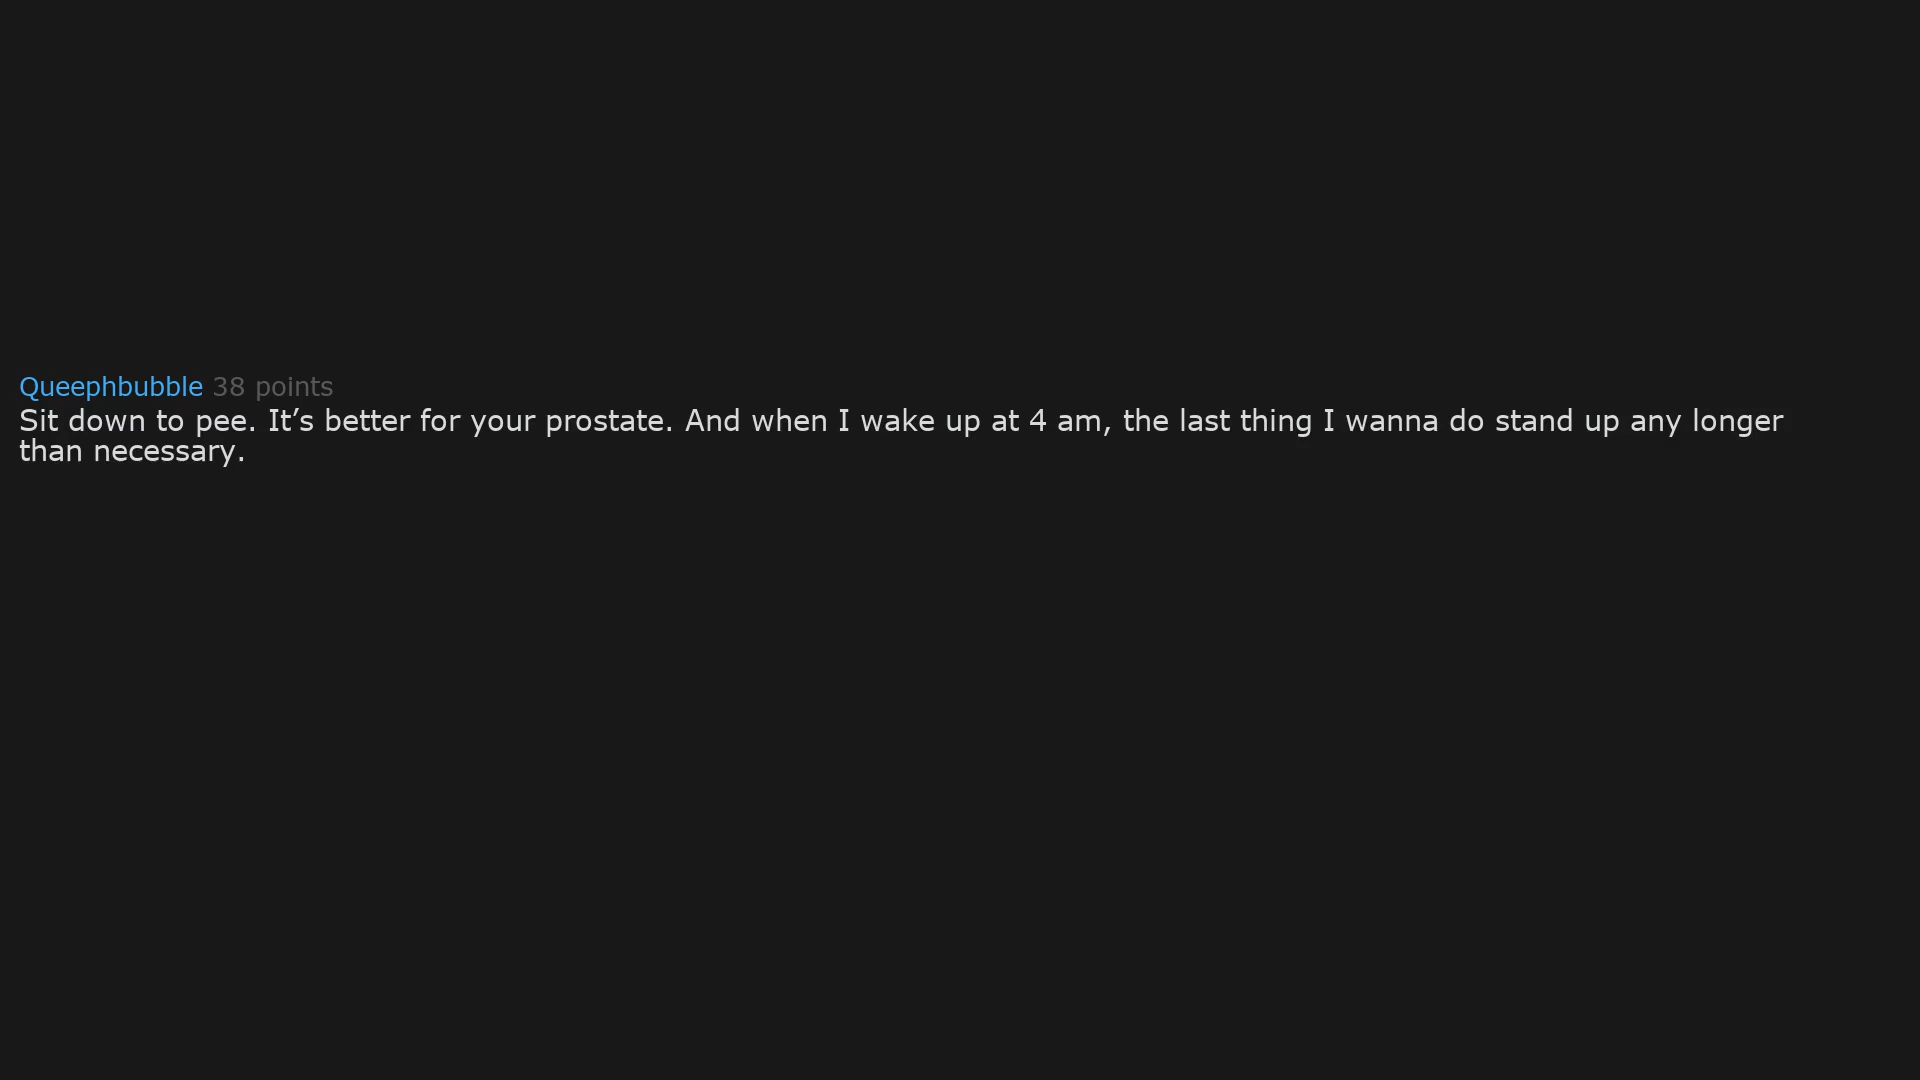 Queephbubble 38 points
Sit down to pee. It’s better for your prostate. And when I wake up at 4 am, the last thing I wanna do stand up any longer
than necessary.